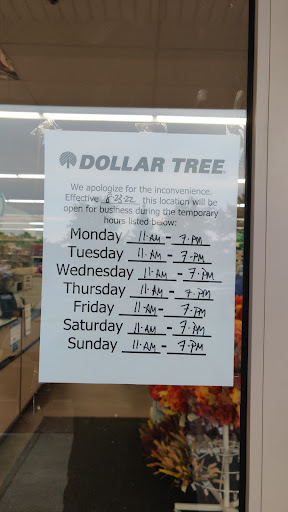 DOLLAR TREE
We apologize for the inconvenience.
Effective 8-23-22 this location will be
open for business during the temporary
hours listed below:
Monday 11-AM - 7-PM
Tuesday 11-AM - 7-PM
Wednesday 11-AM - 7-PM
Thursday 11-AM - 7-PM
Friday 11-AM - 7-PM
Saturday 11-AM - 7-PM
Sunday 11-AM - 7-PM